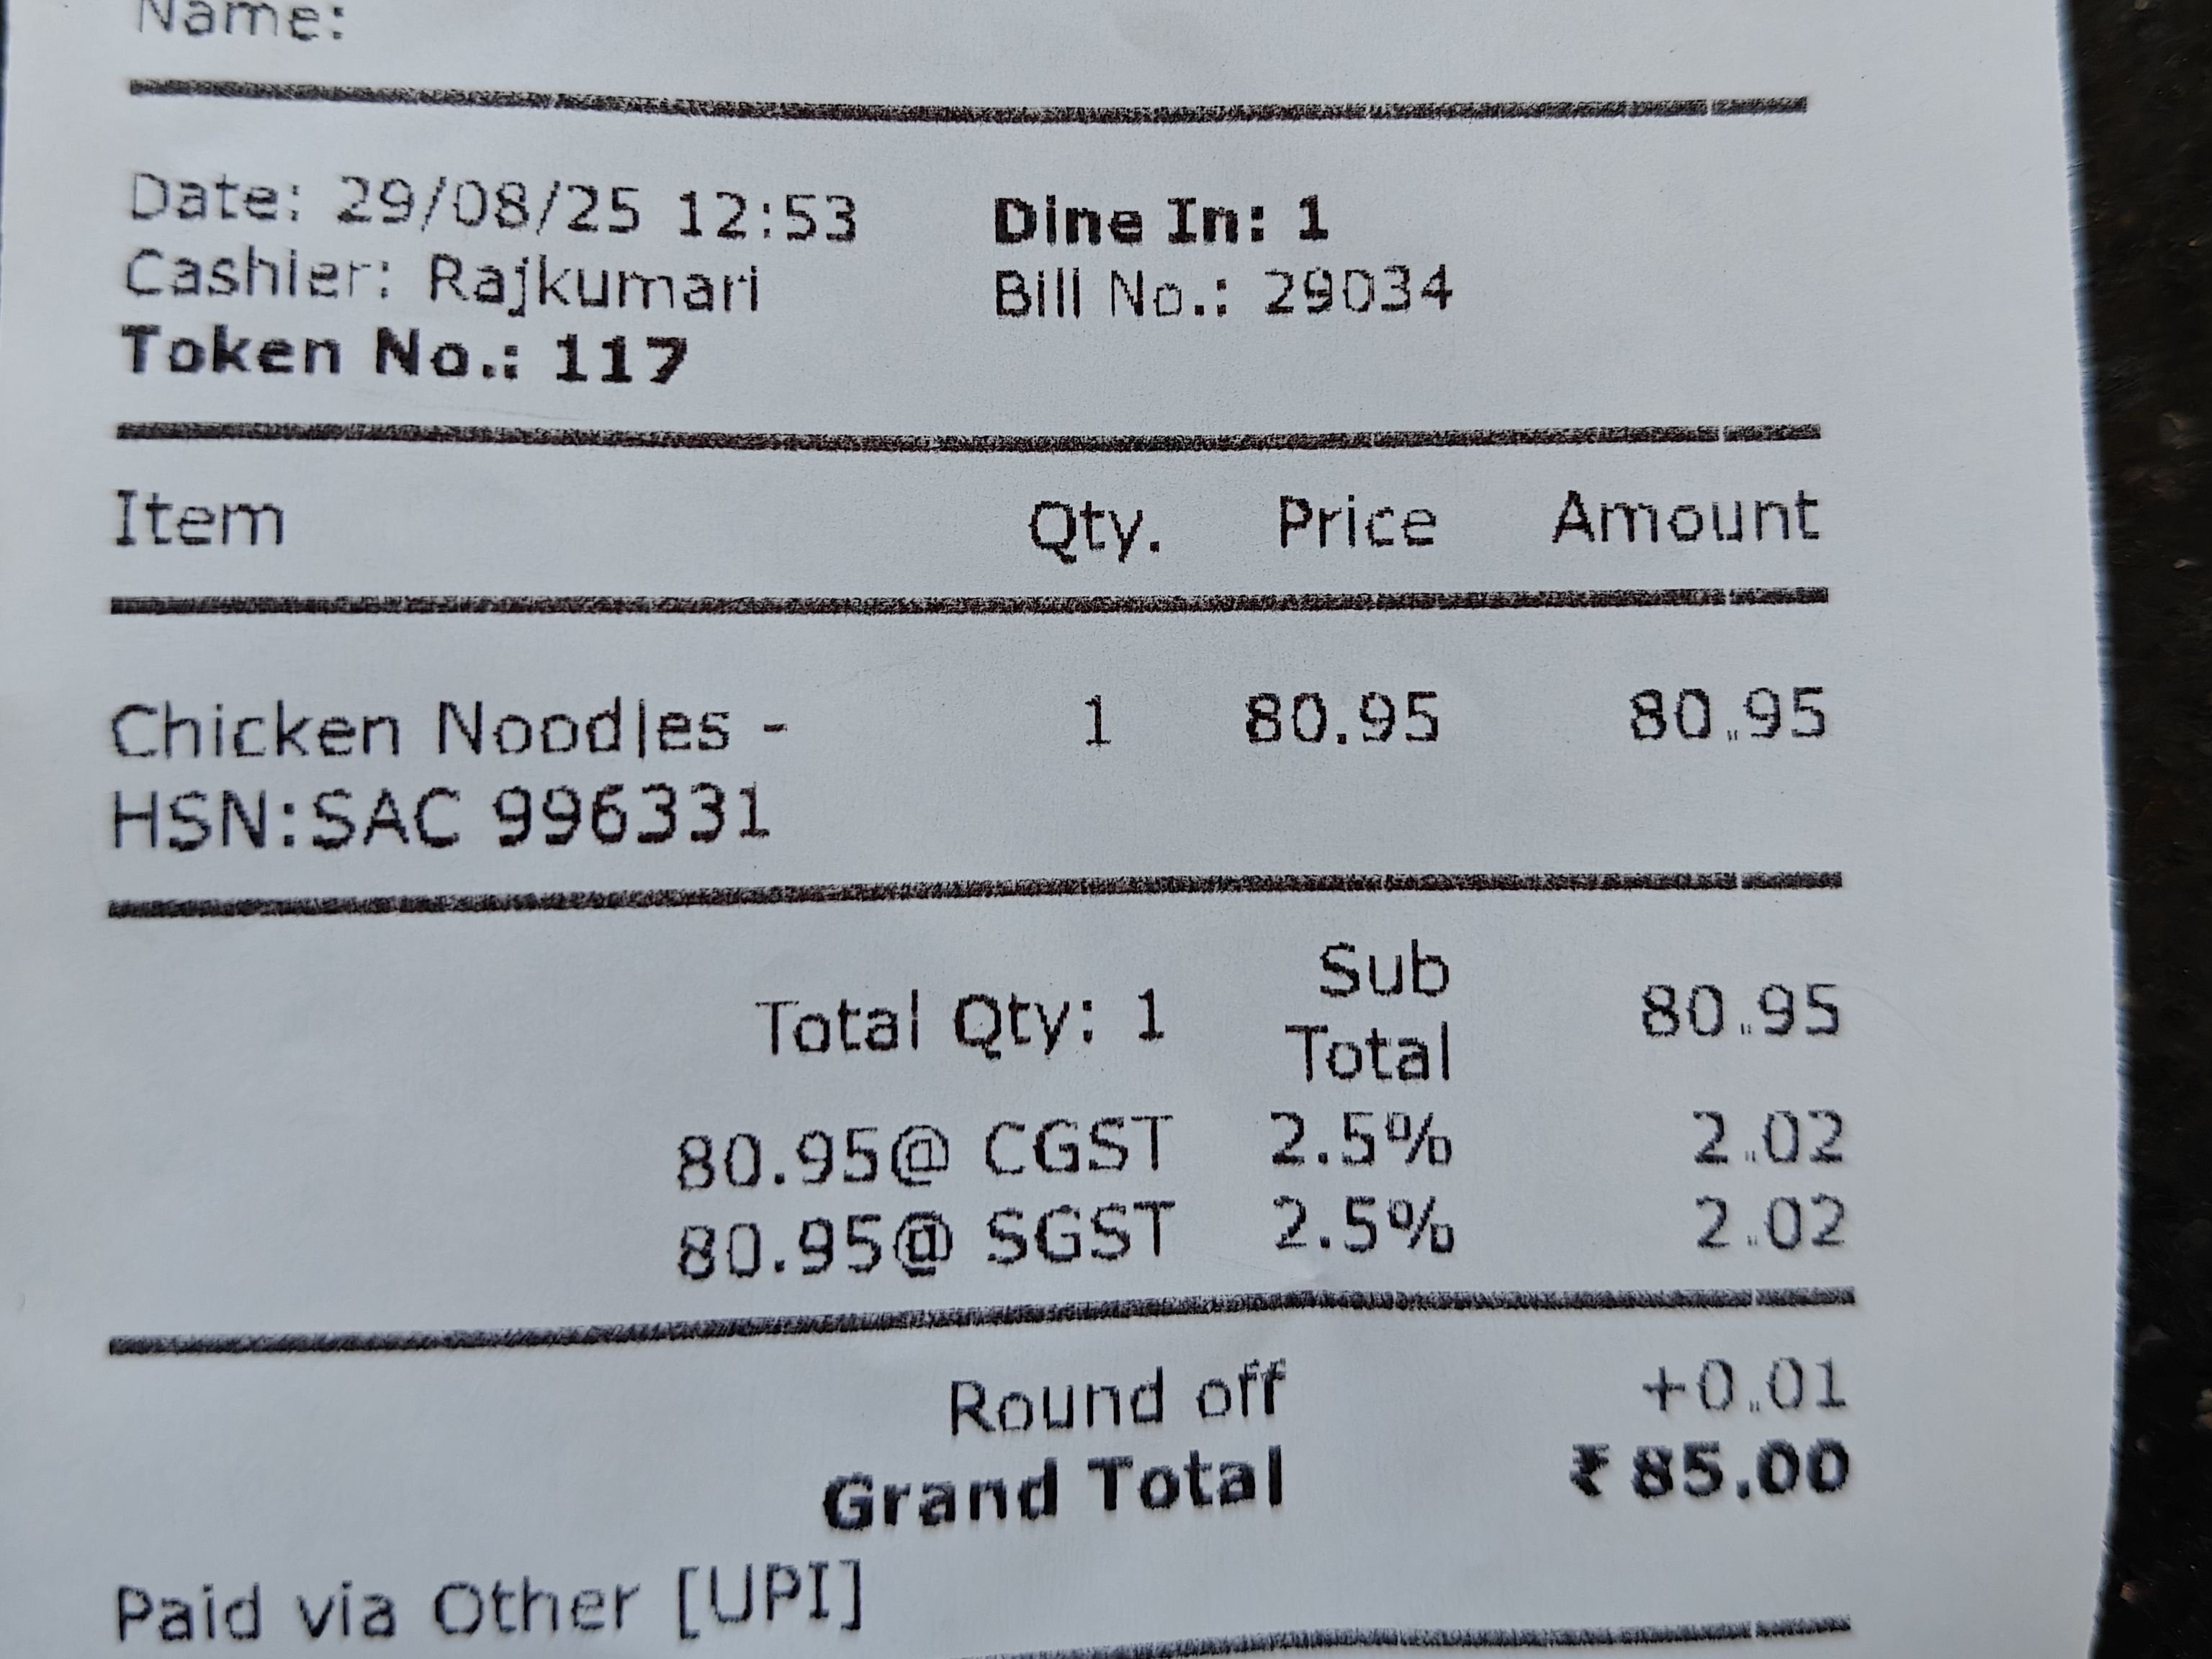 Name:
Date: 29/08/25 12:53 Dine In: 1
Cashier: Rajkumari Bill No.: 29034
Token No.: 117
Item Qty. Price Amount
Chicken Noodles - 1 80.95 80.95
HSN:SAC 996331
Total Qty: 1 Sub Total 80.95
80.95@ CGST 2.5% 2.02
80.95@ SGST 2.5% 2.02
Round off +0.01
Grand Total ₹85.00
Paid via Other [UPI]